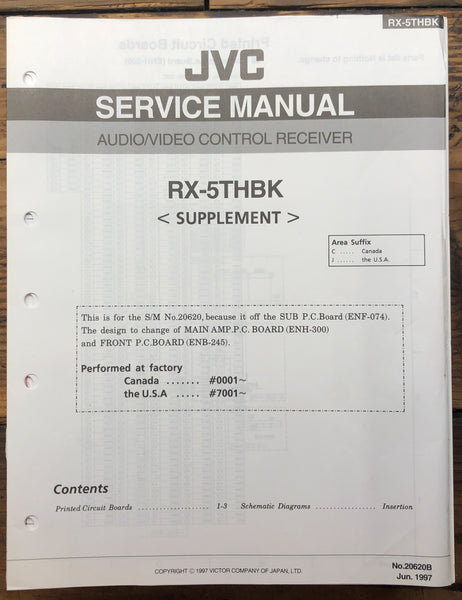 RX-5THBK
JVC
SERVICE MANUAL
AUDIO/VIDEO CONTROL RECEIVER
RX-5THBK
< SUPPLEMENT >
Area Suffix
C ..... Canada
J ...... the U.S.A.
This is for the S/M No.20620, because it off the SUB P.C.Board (ENF-074).
The design to change of MAIN AMP.P.C. BOARD (ENH-300)
and FRONT P.C.BOARD (ENB-245).
Performed at factory
Canada ....... #0001~
the U.S.A ..... #7001~
Contents
Printed Circuit Boards .................. 1-3 Schematic Diagrams ................ Insertion
COPYRIGHT © 1997 VICTOR COMPANY OF JAPAN, LTD.
No.20620B
Jun. 1997